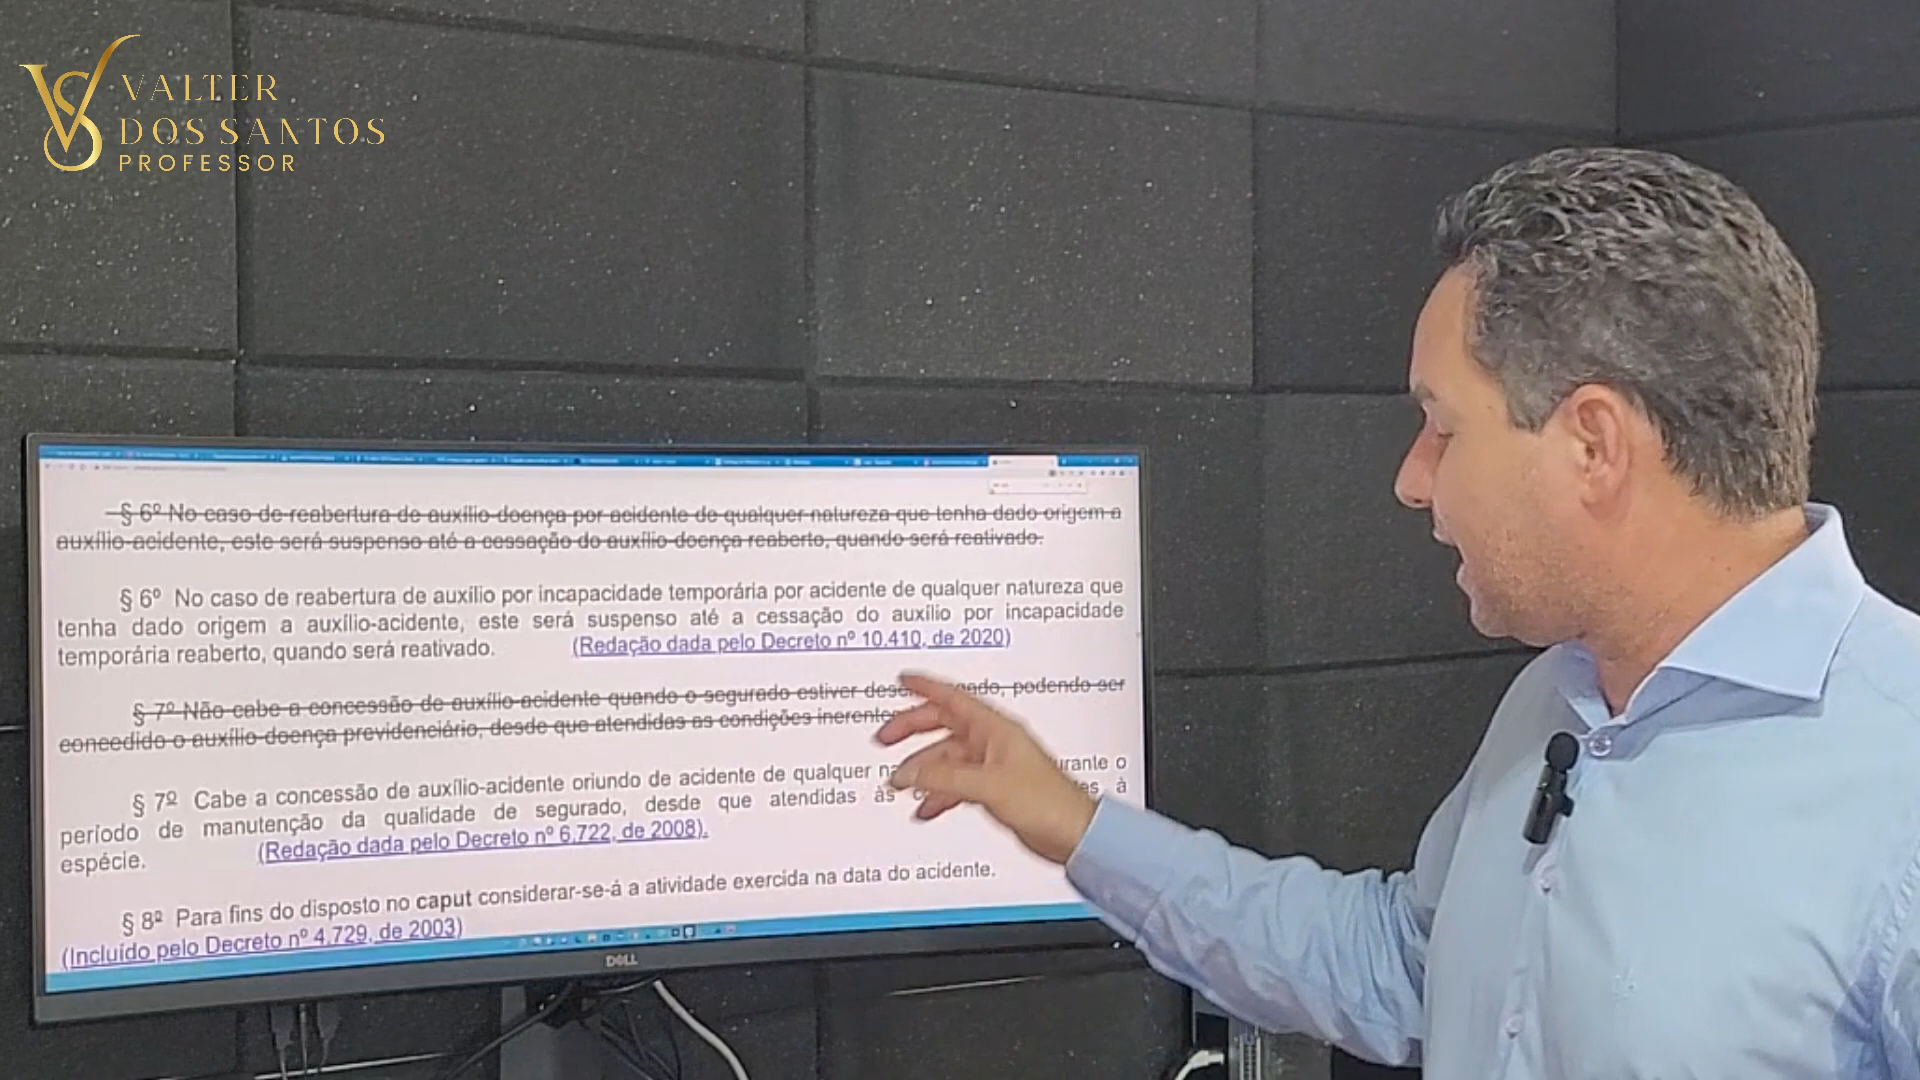 VALTER
DOS SANTOS
PROFESSOR
§ 6º No caso de reabertura de auxílio-doença por acidente de qualquer natureza que tenha dado origem a
auxílio-acidente, este será suspenso até a cessação do auxílio-doença reaberto, quando será reativado.
§ 6º No caso de reabertura de auxílio por incapacidade temporária por acidente de qualquer natureza que
tenha dado origem a auxílio-acidente, este será suspenso até a cessação do auxílio por incapacidade
temporária reaberto, quando será reativado. (Redação dada pelo Decreto nº 10.410, de 2020)
§ 7º Não cabe a concessão de auxílio-acidente quando o segurado estiver podendo ser
concedido o auxílio-doença previdenciário, desde que atendidas as condições
§ 7º Cabe a concessão de auxílio-acidente oriundo de acidente de qualquer o
período de manutenção da qualidade de segurado, desde que atendidas às à
espécie. (Redação dada pelo Decreto nº 6.722, de 2008).
§ 8º Para fins do disposto no caput considerar-se-á a atividade exercida na data do acidente.
(Incluído pelo Decreto nº 4.729, de 2003)
DELL